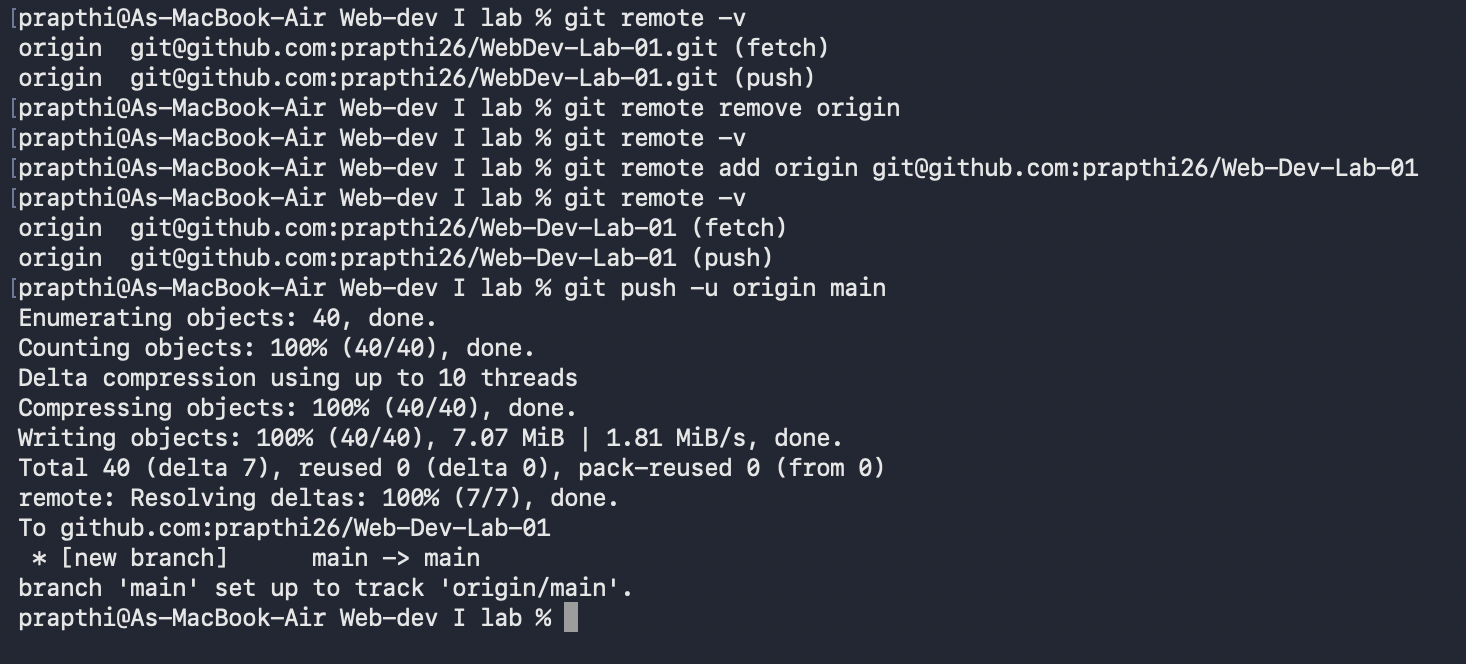 [prapthi@As-MacBook-Air Web-dev I lab % git remote -v
origin  git@github.com:prapthi26/WebDev-Lab-01.git (fetch)
origin  git@github.com:prapthi26/WebDev-Lab-01.git (push)
[prapthi@As-MacBook-Air Web-dev I lab % git remote remove origin
[prapthi@As-MacBook-Air Web-dev I lab % git remote -v
[prapthi@As-MacBook-Air Web-dev I lab % git remote add origin git@github.com:prapthi26/Web-Dev-Lab-01
[prapthi@As-MacBook-Air Web-dev I lab % git remote -v
origin  git@github.com:prapthi26/Web-Dev-Lab-01 (fetch)
origin  git@github.com:prapthi26/Web-Dev-Lab-01 (push)
[prapthi@As-MacBook-Air Web-dev I lab % git push -u origin main
Enumerating objects: 40, done.
Counting objects: 100% (40/40), done.
Delta compression using up to 10 threads
Compressing objects: 100% (40/40), done.
Writing objects: 100% (40/40), 7.07 MiB | 1.81 MiB/s, done.
Total 40 (delta 7), reused 0 (delta 0), pack-reused 0 (from 0)
remote: Resolving deltas: 100% (7/7), done.
To github.com:prapthi26/Web-Dev-Lab-01
 * [new branch]      main -> main
branch 'main' set up to track 'origin/main'.
prapthi@As-MacBook-Air Web-dev I lab %